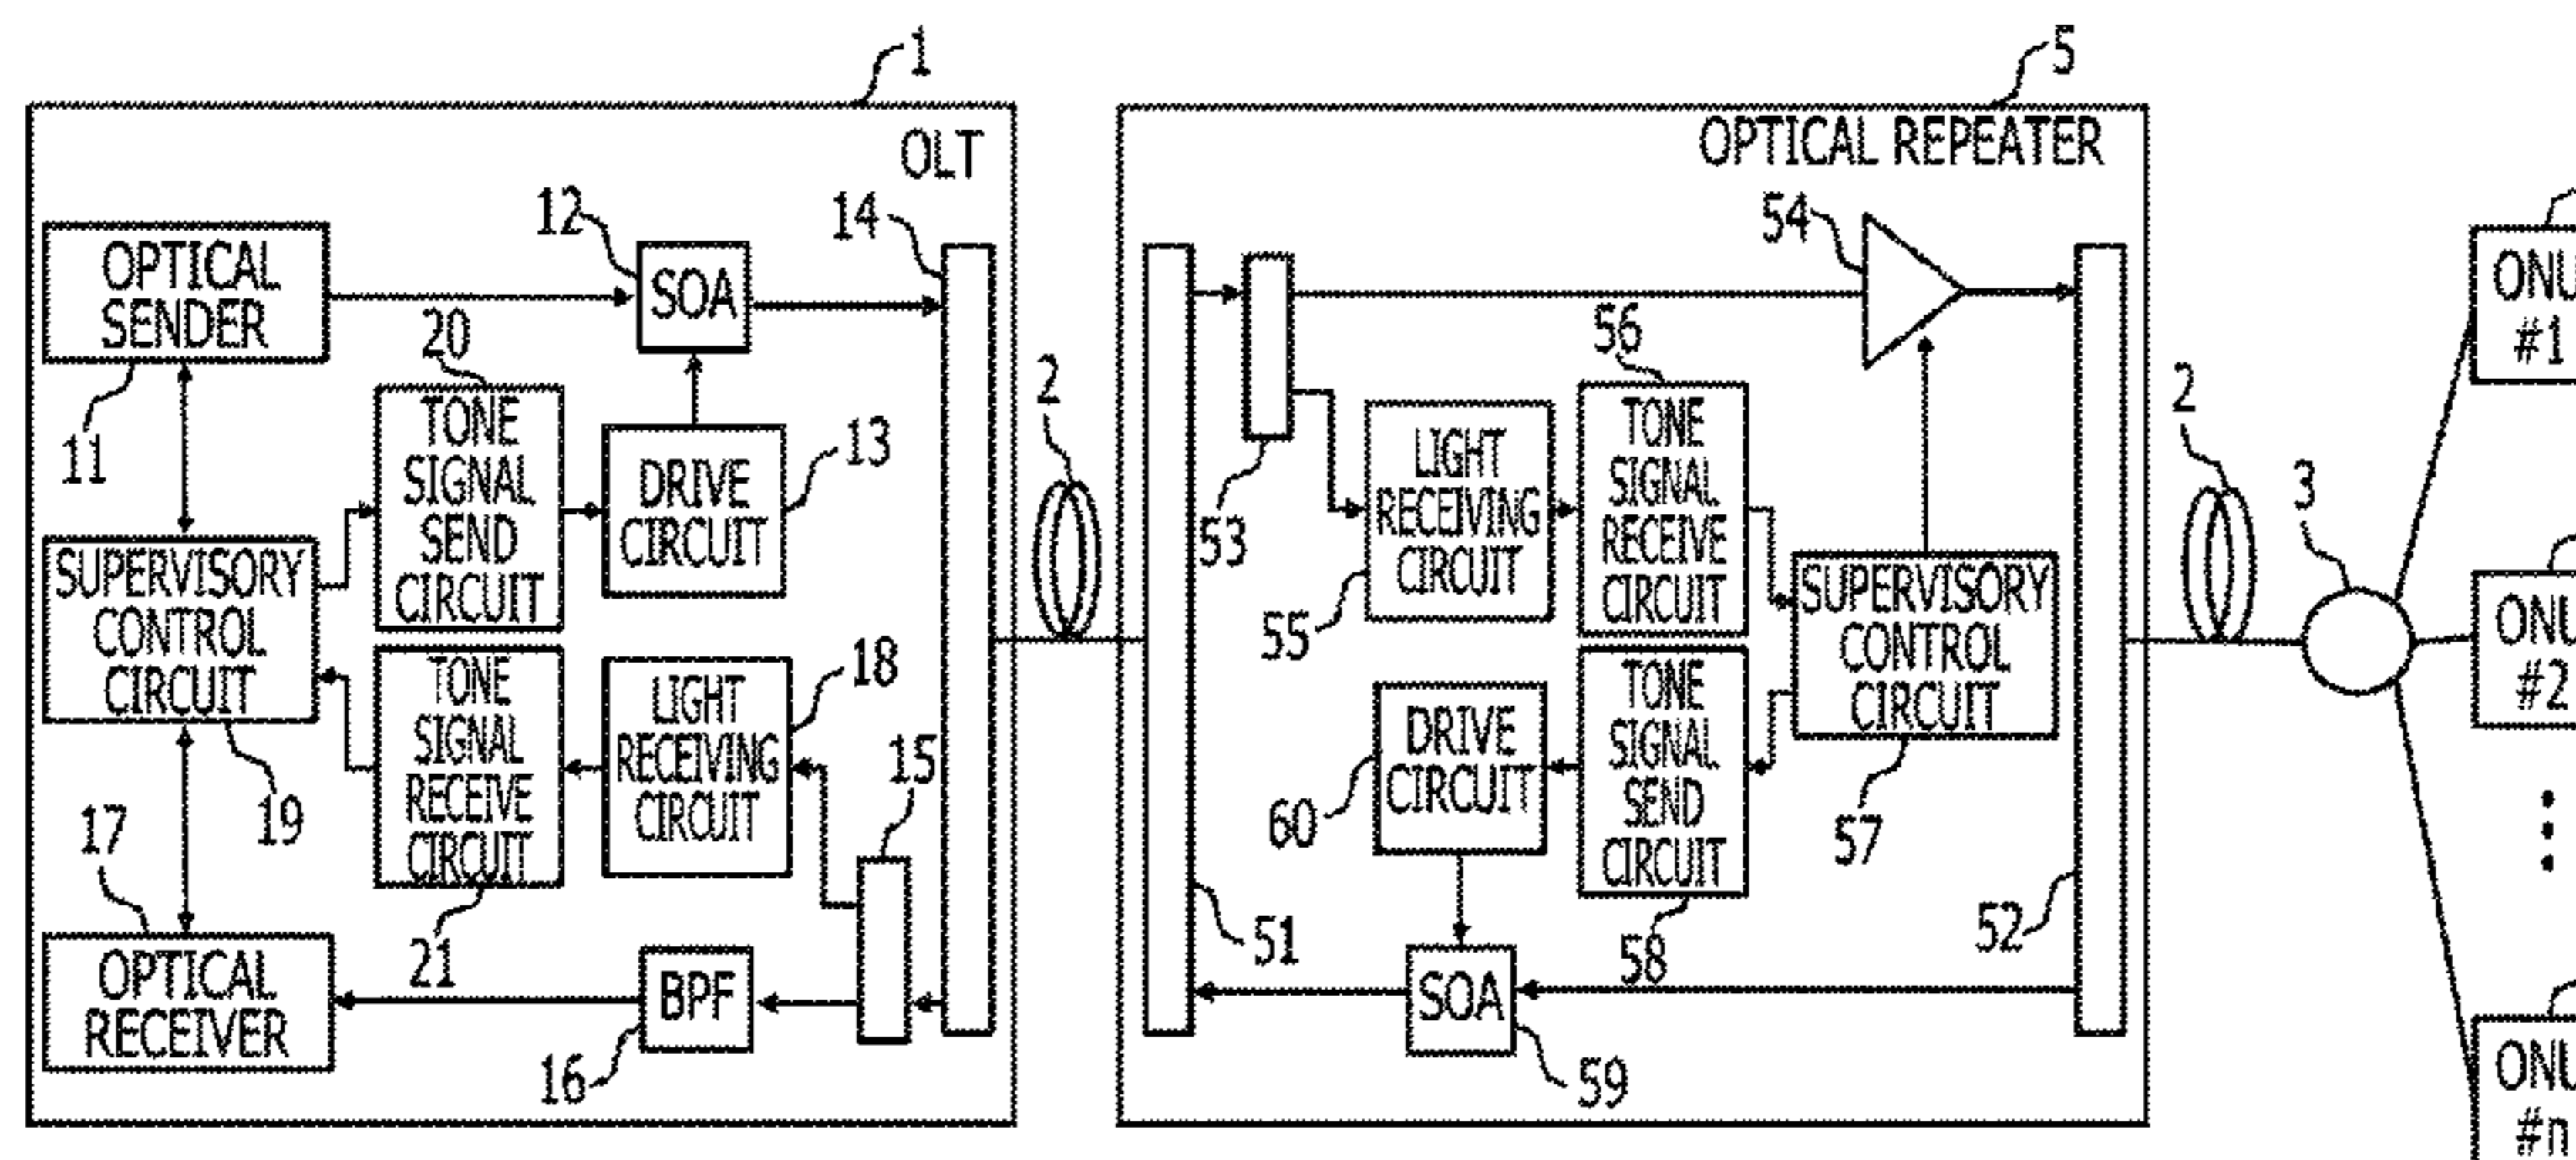 1
5
OLT
OPTICAL REPEATER
12
14
54
OPTICAL
SENDER
SOA
ONU
#1
20
56
2
2
11
TONE
SIGNAL
SEND
CIRCUIT
DRIVE
CIRCUIT
13
53
LIGHT
RECEIVING
CIRCUIT
TONE
SIGNAL
RECEIVE
CIRCUIT
3
SUPERVISORY
CONTROL
CIRCUIT
55
SUPERVISORY
CONTROL
CIRCUIT
ONU
#2
TONE
SIGNAL
RECEIVE
CIRCUIT
LIGHT
RECEIVING
CIRCUIT
18
15
DRIVE
CIRCUIT
60
TONE
SIGNAL
SEND
CIRCUIT
57
17
19
21
51
58
52
OPTICAL
RECEIVER
BPF
SOA
16
59
ONU
#n